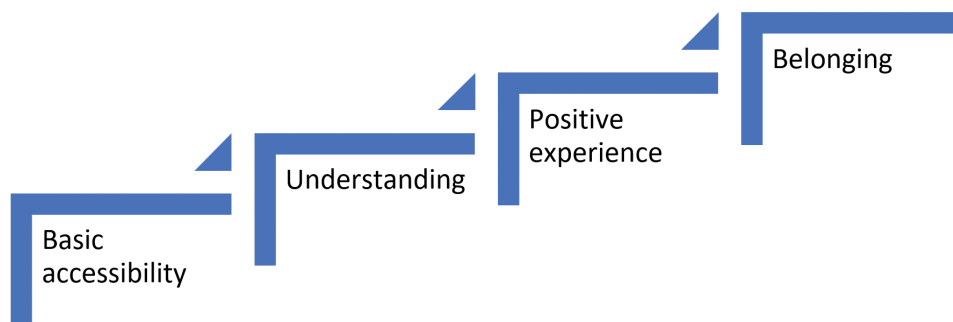 Basic
accessibility
Understanding
Positive
experience
Belonging